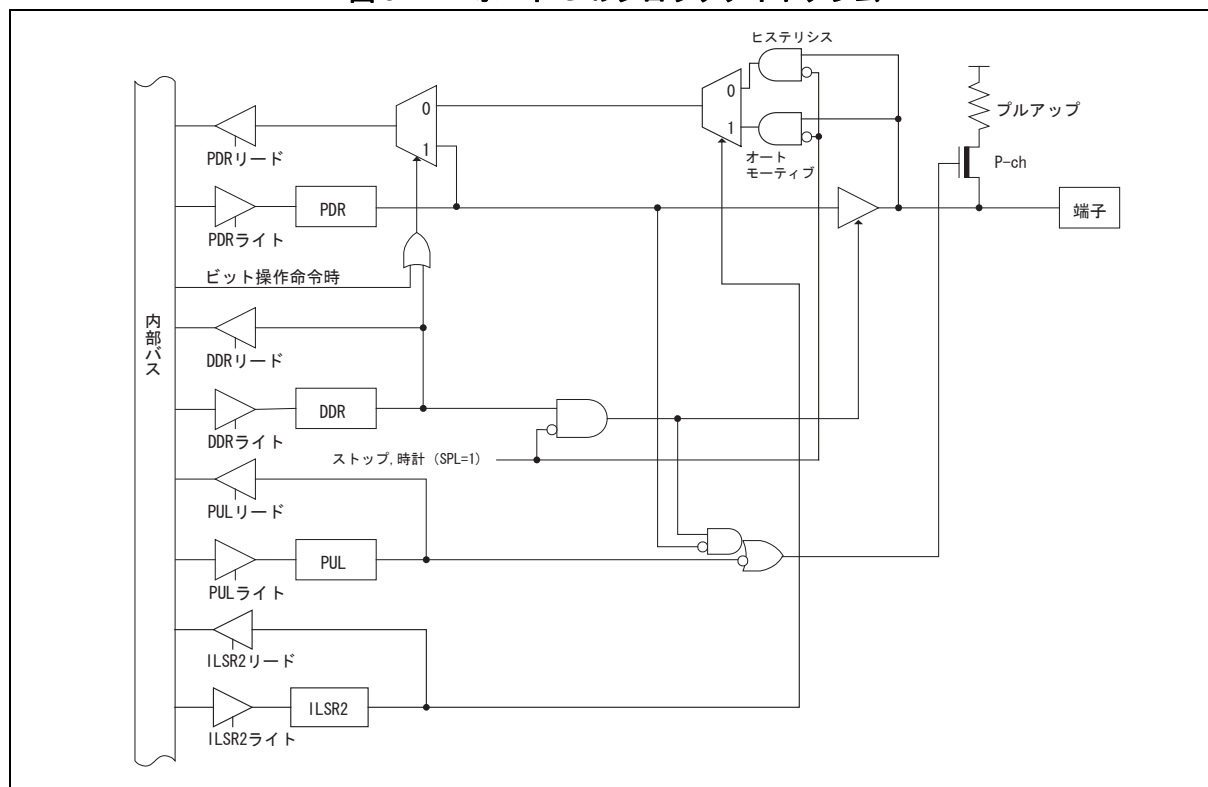 ヒステリシス
0
1
オート
モーティブ
プルアップ
P-ch
端子
0
1
PDRリード
PDR
PDRライト
ビット操作命令時
内部バス
DDRリード
DDR
DDRライト
ストップ,時計 (SPL=1)
PULリード
PUL
PULライト
ILSR2リード
ILSR2
ILSR2ライト